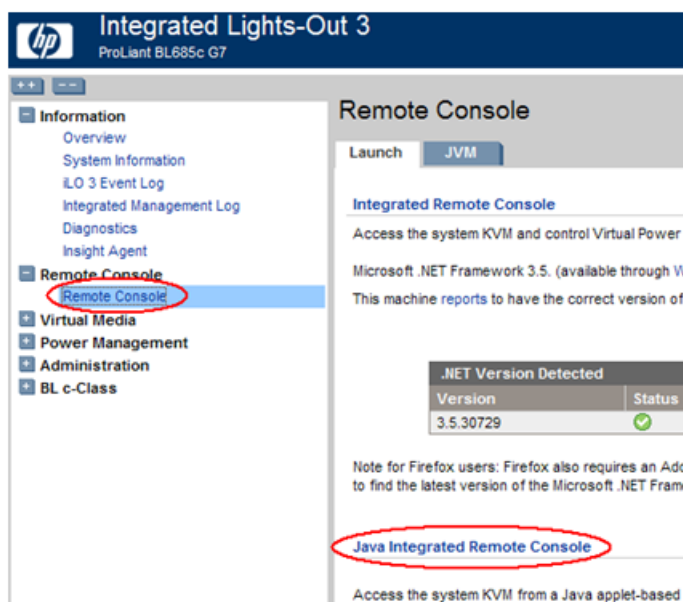 hp
Integrated Lights-Out 3
ProLiant BL685c G7
++ --
Information
Overview
System Information
iLO 3 Event Log
Integrated Management Log
Diagnostics
Insight Agent
Remote Console
Remote Console
Virtual Media
Power Management
Administration
BL c-Class
Remote Console
Launch JVM
Integrated Remote Console
Access the system KVM and control Virtual Power
Microsoft .NET Framework 3.5. (available through W
This machine reports to have the correct version of
.NET Version Detected
Version Status
3.5.30729
Note for Firefox users: Firefox also requires an Add
to find the latest version of the Microsoft .NET Fram
Java Integrated Remote Console
Access the system KVM from a Java applet-based